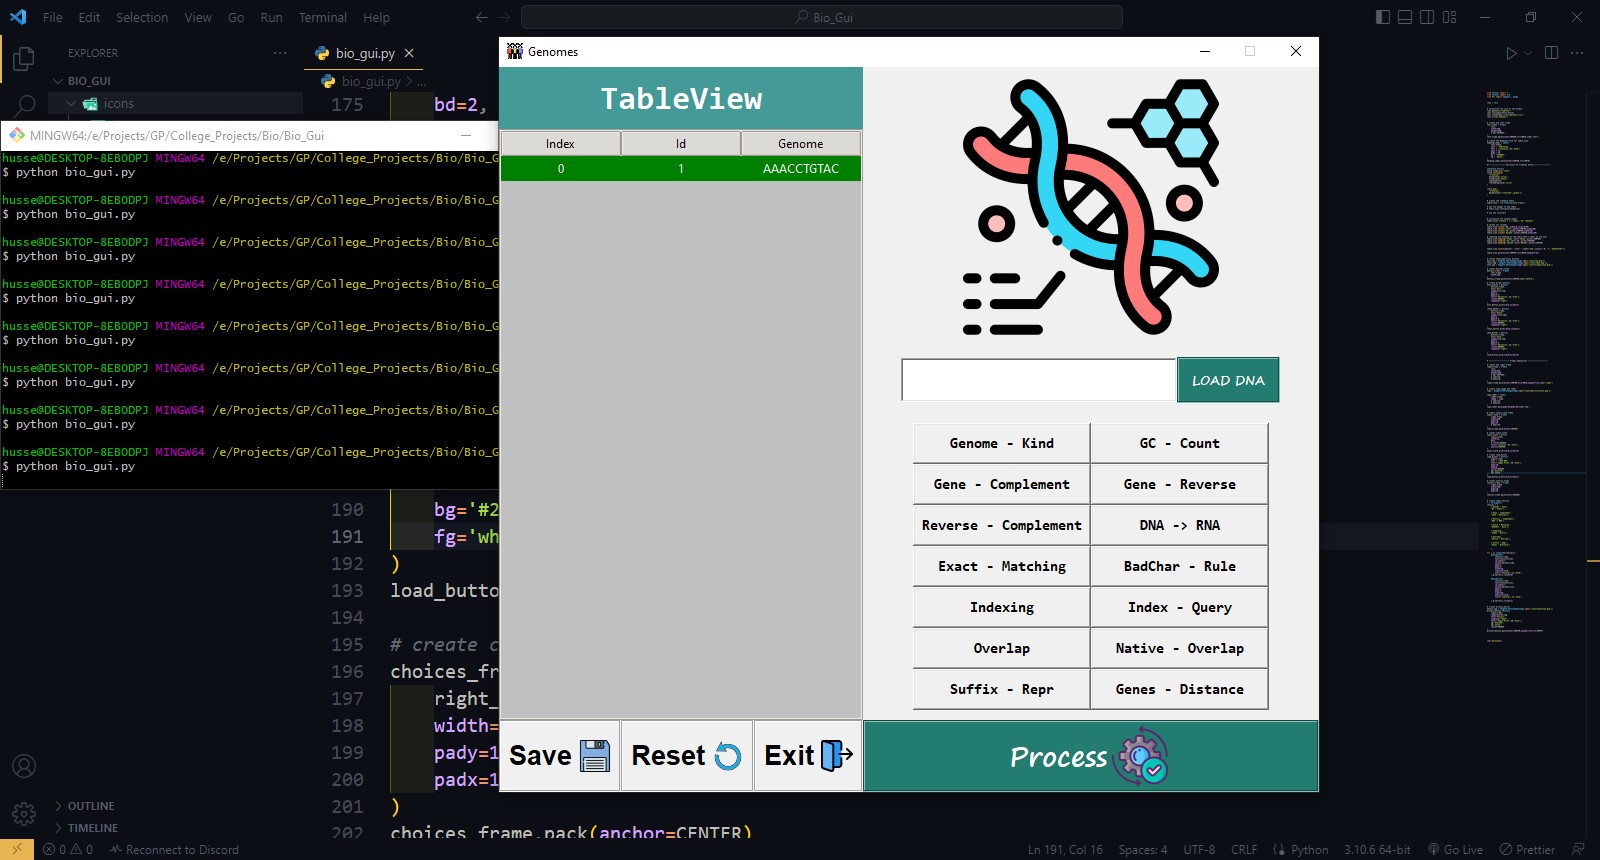 File Edit Selection View Go Run Terminal Help
Bio_Gui
EXPLORER
BIO_GUI
icons
bio_gui.py
bio_gui.py > ...
175 bd=2,
MINGW64:/e/Projects/GP/College_Projects/Bio/Bio_Gui
husse@DESKTOP-8EBODPJ MINGW64 /e/Projects/GP/College_Projects/Bio/Bio_G
$ python bio_gui.py
husse@DESKTOP-8EBODPJ MINGW64 /e/Projects/GP/College_Projects/Bio/Bio_G
$ python bio_gui.py
husse@DESKTOP-8EBODPJ MINGW64 /e/Projects/GP/College_Projects/Bio/Bio_G
$ python bio_gui.py
husse@DESKTOP-8EBODPJ MINGW64 /e/Projects/GP/College_Projects/Bio/Bio_G
$ python bio_gui.py
husse@DESKTOP-8EBODPJ MINGW64 /e/Projects/GP/College_Projects/Bio/Bio_G
$ python bio_gui.py
husse@DESKTOP-8EBODPJ MINGW64 /e/Projects/GP/College_Projects/Bio/Bio_G
$ python bio_gui.py
husse@DESKTOP-8EBODPJ MINGW64 /e/Projects/GP/College_Projects/Bio/Bio_G
$ python bio_gui.py
husse@DESKTOP-8EBODPJ MINGW64 /e/Projects/GP/College_Projects/Bio/Bio_G
$ python bio_gui.py
190 bg='#2
191 fg='wh
192 )
193 load_butto
194
195 # create c
196 choices_fr
197 right_
198 width=
199 pady=1
200 padx=1
201 )
202 choices_frame.pack(anchor=CENTER)
OUTLINE
TIMELINE
Genomes
TableView
Index Id Genome
0 1 AAACCTGTAC
Save Reset Exit
LOAD DNA
Genome - Kind GC - Count
Gene - Complement Gene - Reverse
Reverse - Complement DNA -> RNA
Exact - Matching BadChar - Rule
Indexing Index - Query
Overlap Native - Overlap
Suffix - Repr Genes - Distance
Process
0 0 Reconnect to Discord Ln 191, Col 16 Spaces: 4 UTF-8 CRLF Python 3.10.6 64-bit Go Live Prettier